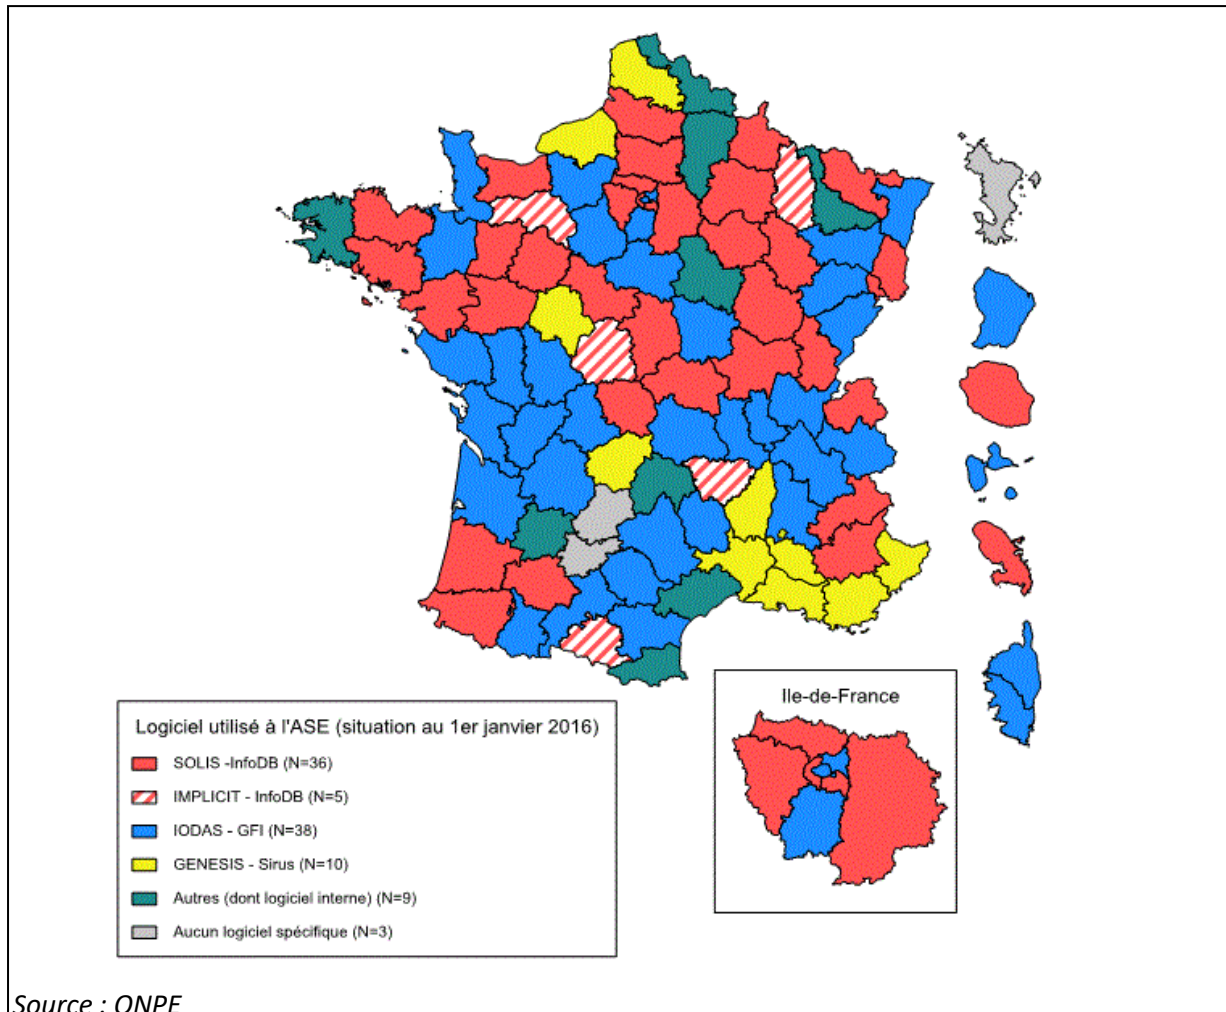 Ile-de-France
Logiciel utilisé à l'ASE (situation au 1er janvier 2016)
SOLIS -InfoDB (N=36)
IMPLICIT - InfoDB (N=5)
IODAS - GFI (N=38)
GENESIS - Sirus (N=10)
Autres (dont logiciel interne) (N=9)
Aucun logiciel spécifique (N=3)
Source : ONPE